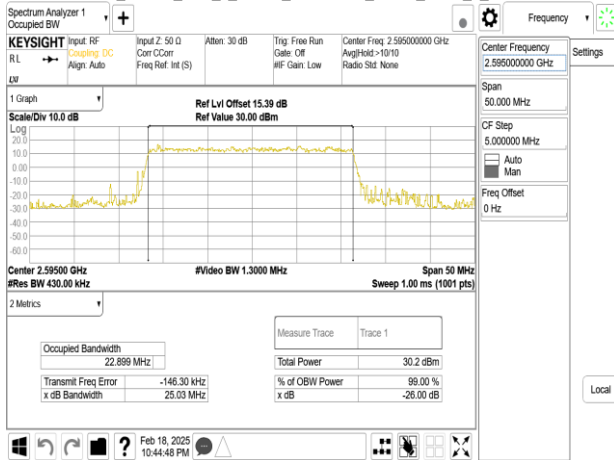 Spectrum Analyzer 1
Occupied BW
Frequency
KEYSIGHT
RL
Input: RF
Coupling: DC
Align: Auto
Input Z: 50 Ω
Corr CCorr
Freq Ref: Int (S)
Atten: 30 dB
Trig: Free Run
Gate: Off
#IF Gain: Low
Center Freq: 2.595000000 GHz
Avg|Hold:>10/10
Radio Std: None
LXI
Center Frequency
2.595000000 GHz
Settings
Span
50.000 MHz
CF Step
5.000000 MHz
Auto
Man
Freq Offset
0 Hz
Local
1 Graph
Scale/Div 10.0 dB
Ref Lvl Offset 15.39 dB
Ref Value 30.00 dBm
Log
20.0
10.0
0.00
-10.0
-20.0
-30.0
-40.0
-50.0
-60.0
Center 2.59500 GHz
#Video BW 1.3000 MHz
Span 50 MHz
#Res BW 430.00 kHz
Sweep 1.00 ms (1001 pts)
2 Metrics
Measure Trace
Trace 1
Occupied Bandwidth
22.899 MHz
Total Power
30.2 dBm
Transmit Freq Error
-146.30 kHz
% of OBW Power
99.00 %
x dB Bandwidth
25.03 MHz
x dB
-26.00 dB
?
Feb 18, 2025
10:44:48 PM